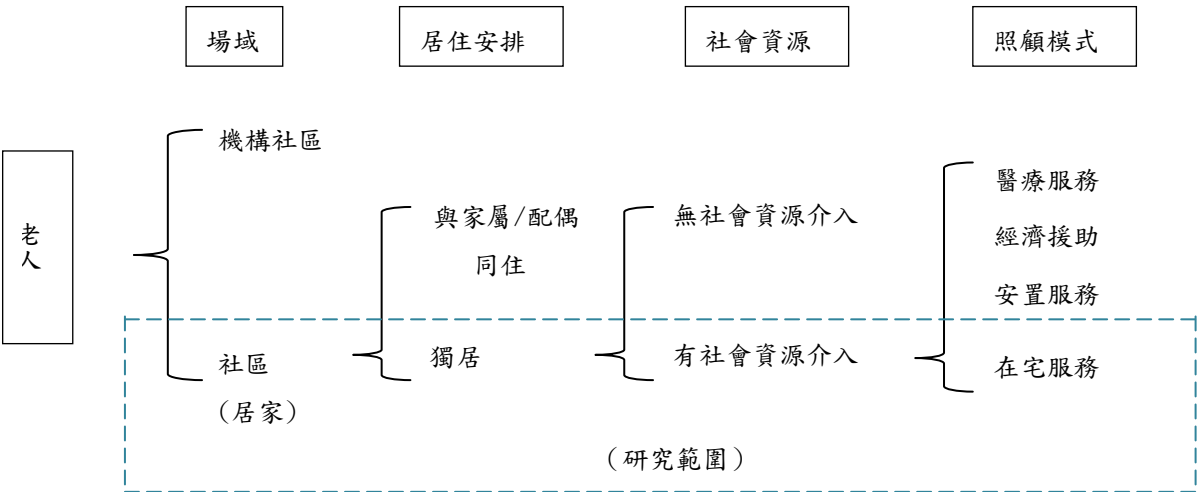 場域
居住安排
社會資源
照顧模式
老人
機構社區
社區
（居家）
與家屬/配偶
同住
獨居
無社會資源介入
有社會資源介入
醫療服務
經濟援助
安置服務
在宅服務
（研究範圍）